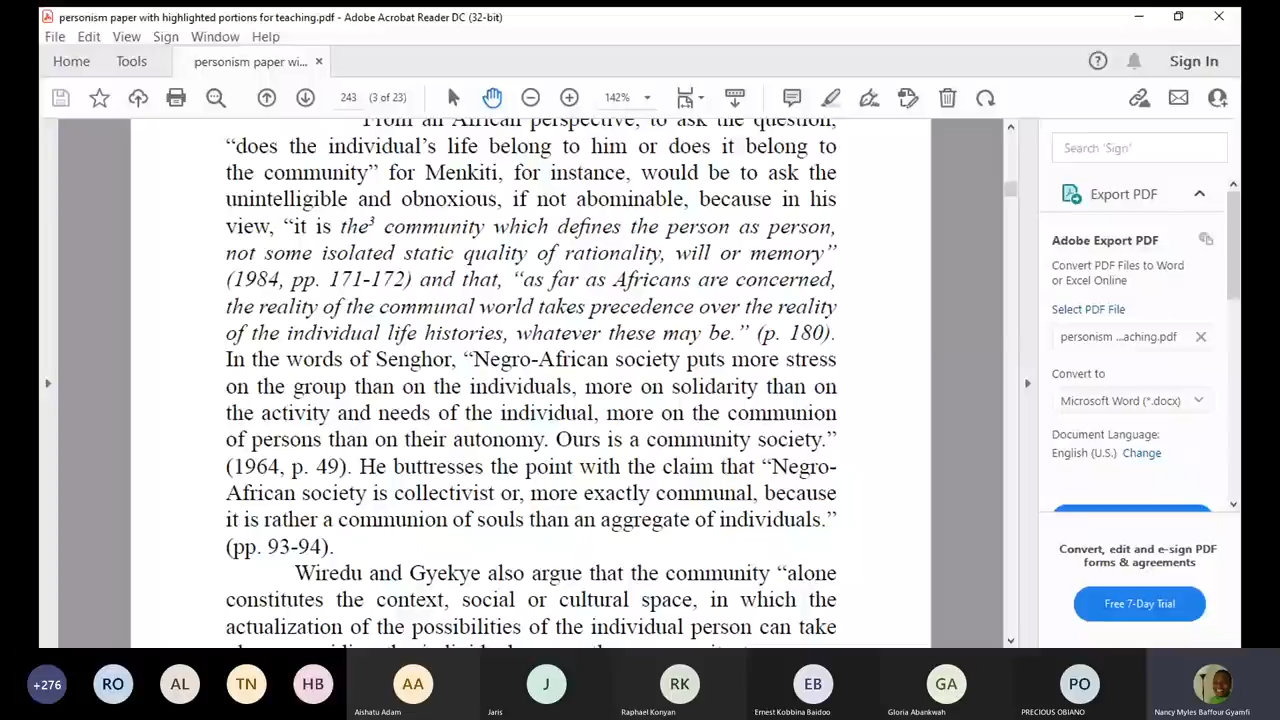 personism paper with highlighted portions for teaching.pdf - Adobe Acrobat Reader DC (32-bit)
File Edit View Sign Window Help
Home Tools personism paper wi... ×
Sign In
243 (3 of 23) 142%
From an African perspective, to ask the question,
“does the individual’s life belong to him or does it belong to
the community” for Menkiti, for instance, would be to ask the
unintelligible and obnoxious, if not abominable, because in his
view, “it is the³ community which defines the person as person,
not some isolated static quality of rationality, will or memory”
(1984, pp. 171-172) and that, “as far as Africans are concerned,
the reality of the communal world takes precedence over the reality
of the individual life histories, whatever these may be.” (p. 180).
In the words of Senghor, “Negro-African society puts more stress
on the group than on the individuals, more on solidarity than on
the activity and needs of the individual, more on the communion
of persons than on their autonomy. Ours is a community society.”
(1964, p. 49). He buttresses the point with the claim that “Negro-
African society is collectivist or, more exactly communal, because
it is rather a communion of souls than an aggregate of individuals.”
(pp. 93-94).
Wiredu and Gyekye also argue that the community “alone
constitutes the context, social or cultural space, in which the
actualization of the possibilities of the individual person can take
Search 'Sign'
Export PDF
Adobe Export PDF
Convert PDF Files to Word
or Excel Online
Select PDF File
personism ...aching.pdf ×
Convert to
Microsoft Word (*.docx)
Document Language:
English (U.S.) Change
Convert, edit and e-sign PDF
forms & agreements
Free 7-Day Trial
+276 RO AL TN HB AA J RK EB GA PO
Aishatu Adam Jaris Raphael Konyan Ernest Kobbina Baidoo Gloria Abankwah PRECIOUS OBIANO Nancy Myles Baffour Gyamfi